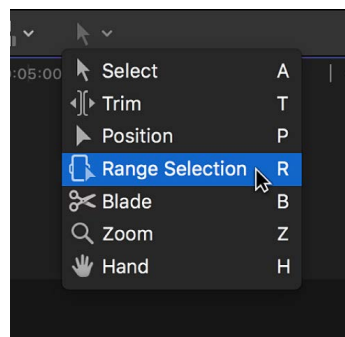 :05:00
Select A
Trim T
Position P
Range Selection R
Blade B
Zoom Z
Hand H